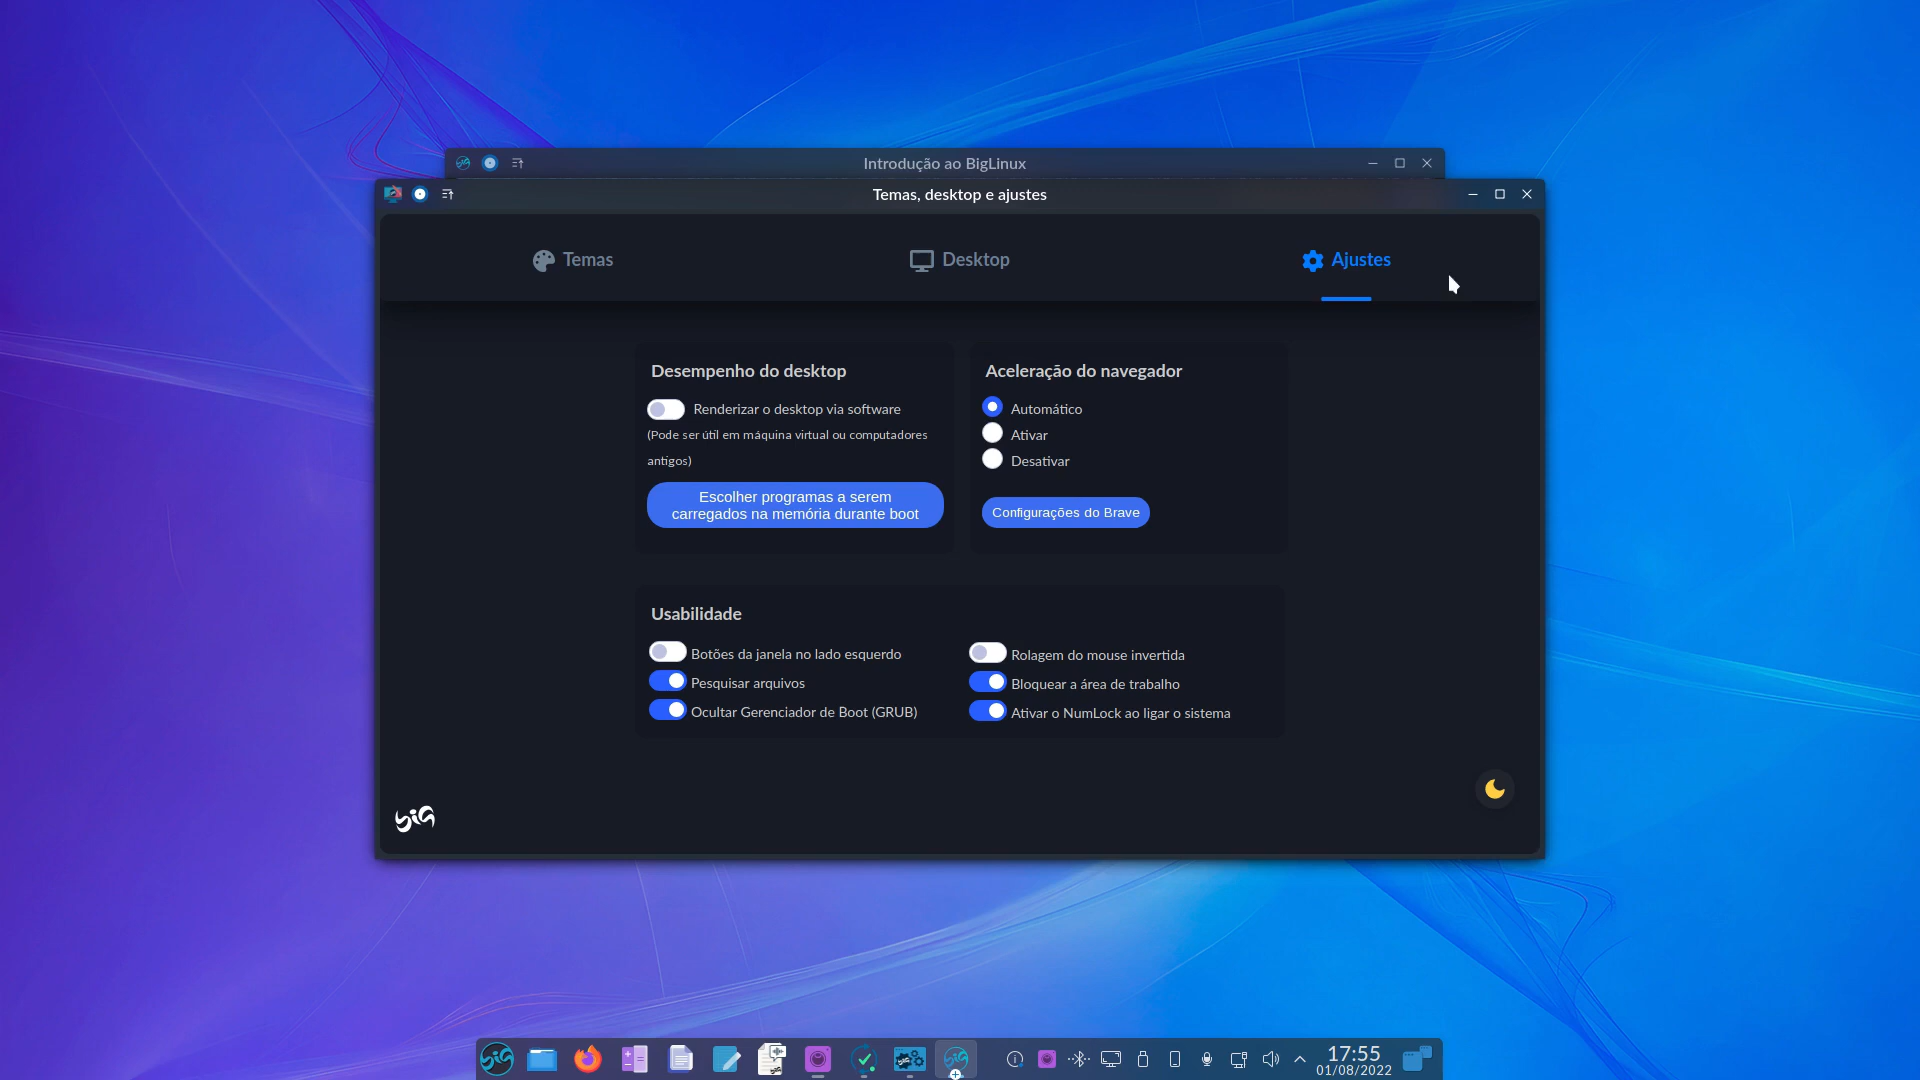 Introdução ao BigLinux
Temas, desktop e ajustes
Temas
Desktop
Ajustes
Desempenho do desktop
Renderizar o desktop via software
(Pode ser útil em máquina virtual ou computadores
antigos)
Escolher programas a serem
carregados na memória durante boot
Aceleração do navegador
Automático
Ativar
Desativar
Configurações do Brave
Usabilidade
Botões da janela no lado esquerdo
Pesquisar arquivos
Ocultar Gerenciador de Boot (GRUB)
Rolagem do mouse invertida
Bloquear a área de trabalho
Ativar o NumLock ao ligar o sistema
big
17:55
01/08/2022